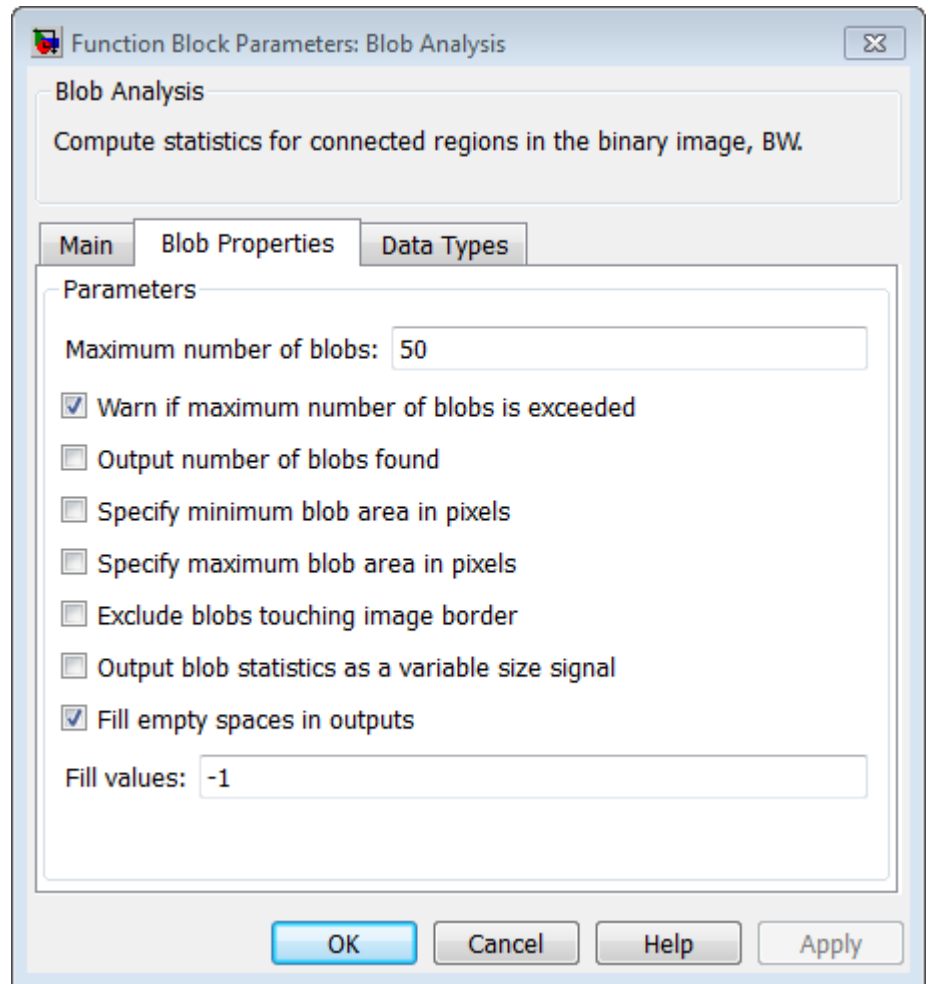 Function Block Parameters: Blob Analysis
Blob Analysis
Compute statistics for connected regions in the binary image, BW.
Main Blob Properties Data Types
Parameters
Maximum number of blobs: 50
Warn if maximum number of blobs is exceeded
Output number of blobs found
Specify minimum blob area in pixels
Specify maximum blob area in pixels
Exclude blobs touching image border
Output blob statistics as a variable size signal
Fill empty spaces in outputs
Fill values: -1
OK Cancel Help Apply